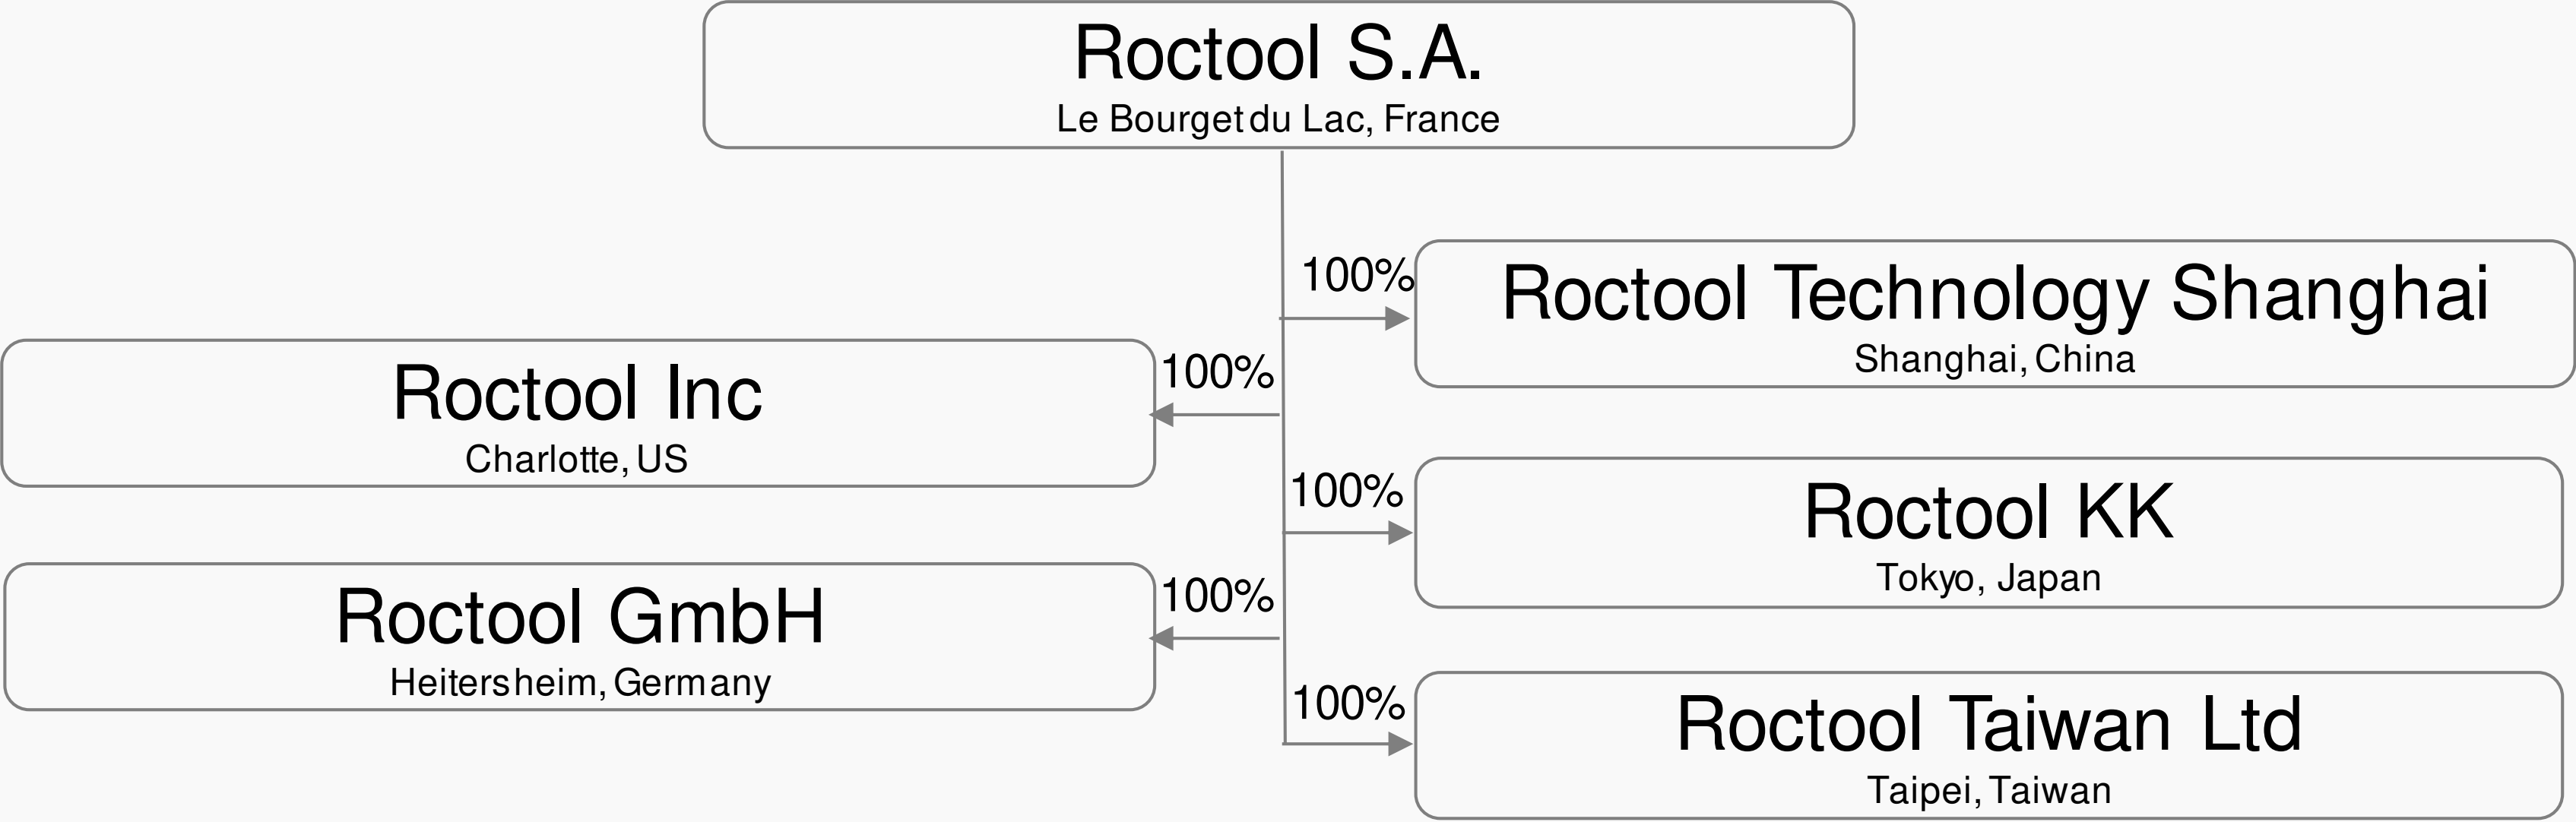 Roctool S.A.
Le Bourget du Lac, France
100%
Roctool Technology Shanghai
Shanghai, China
100%
Roctool Inc
Charlotte, US
100%
Roctool KK
Tokyo, Japan
100%
Roctool GmbH
Heitersheim, Germany
100%
Roctool Taiwan Ltd
Taipei, Taiwan